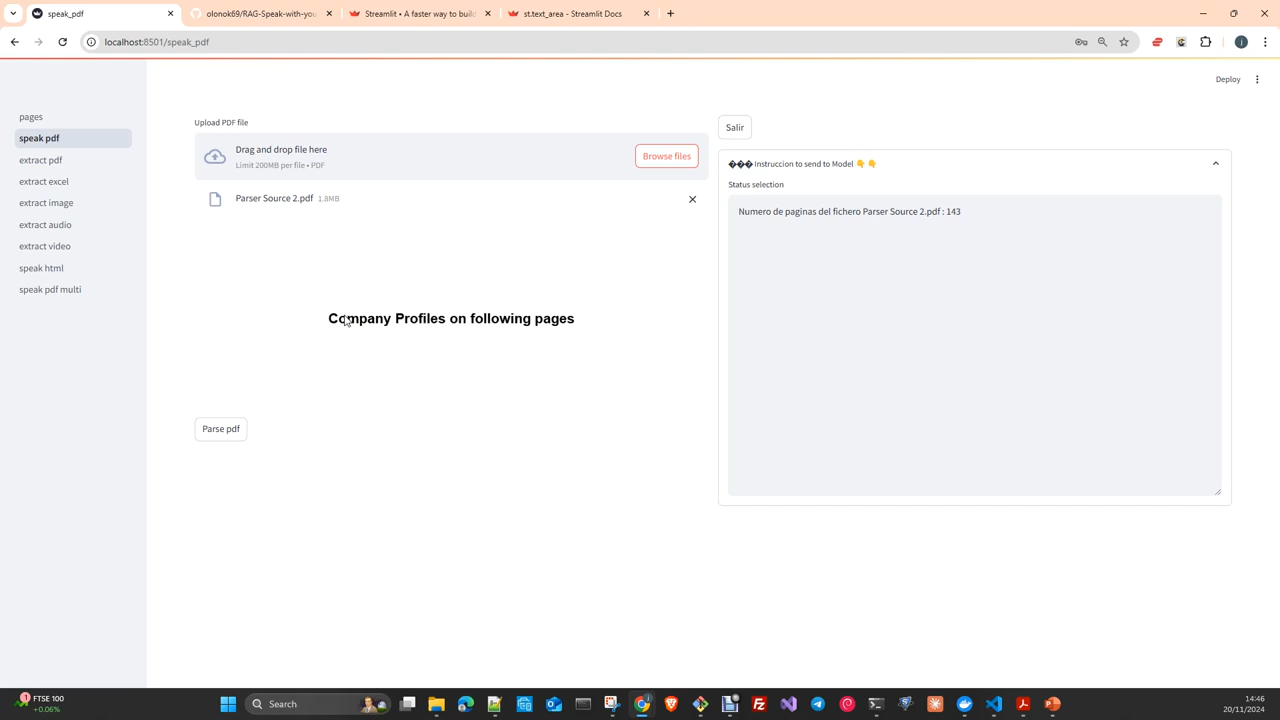 speak_pdf
olonok69/RAG-Speak-with-you
Streamlit • A faster way to build
st.text_area - Streamlit Docs
localhost:8501/speak_pdf
Deploy
pages
speak pdf
extract pdf
extract excel
extract image
extract audio
extract video
speak html
speak pdf multi
Upload PDF file
Drag and drop file here
Limit 200MB per file • PDF
Browse files
Parser Source 2.pdf 1.8MB
Company Profiles on following pages
Parse pdf
Salir
��� Instruccion to send to Model 👇 👇
Status selection
Numero de paginas del fichero Parser Source 2.pdf : 143
1
FTSE 100
+0.06%
Search
14:46
20/11/2024